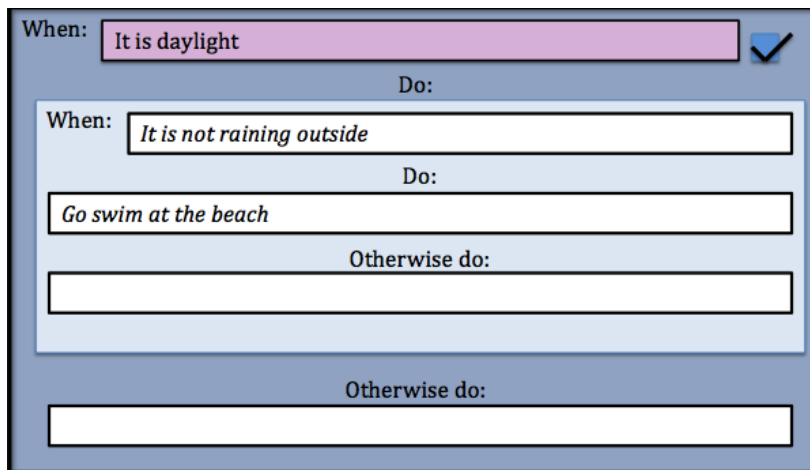 When: It is daylight
Do:
When: It is not raining outside
Do:
Go swim at the beach
Otherwise do:
Otherwise do: